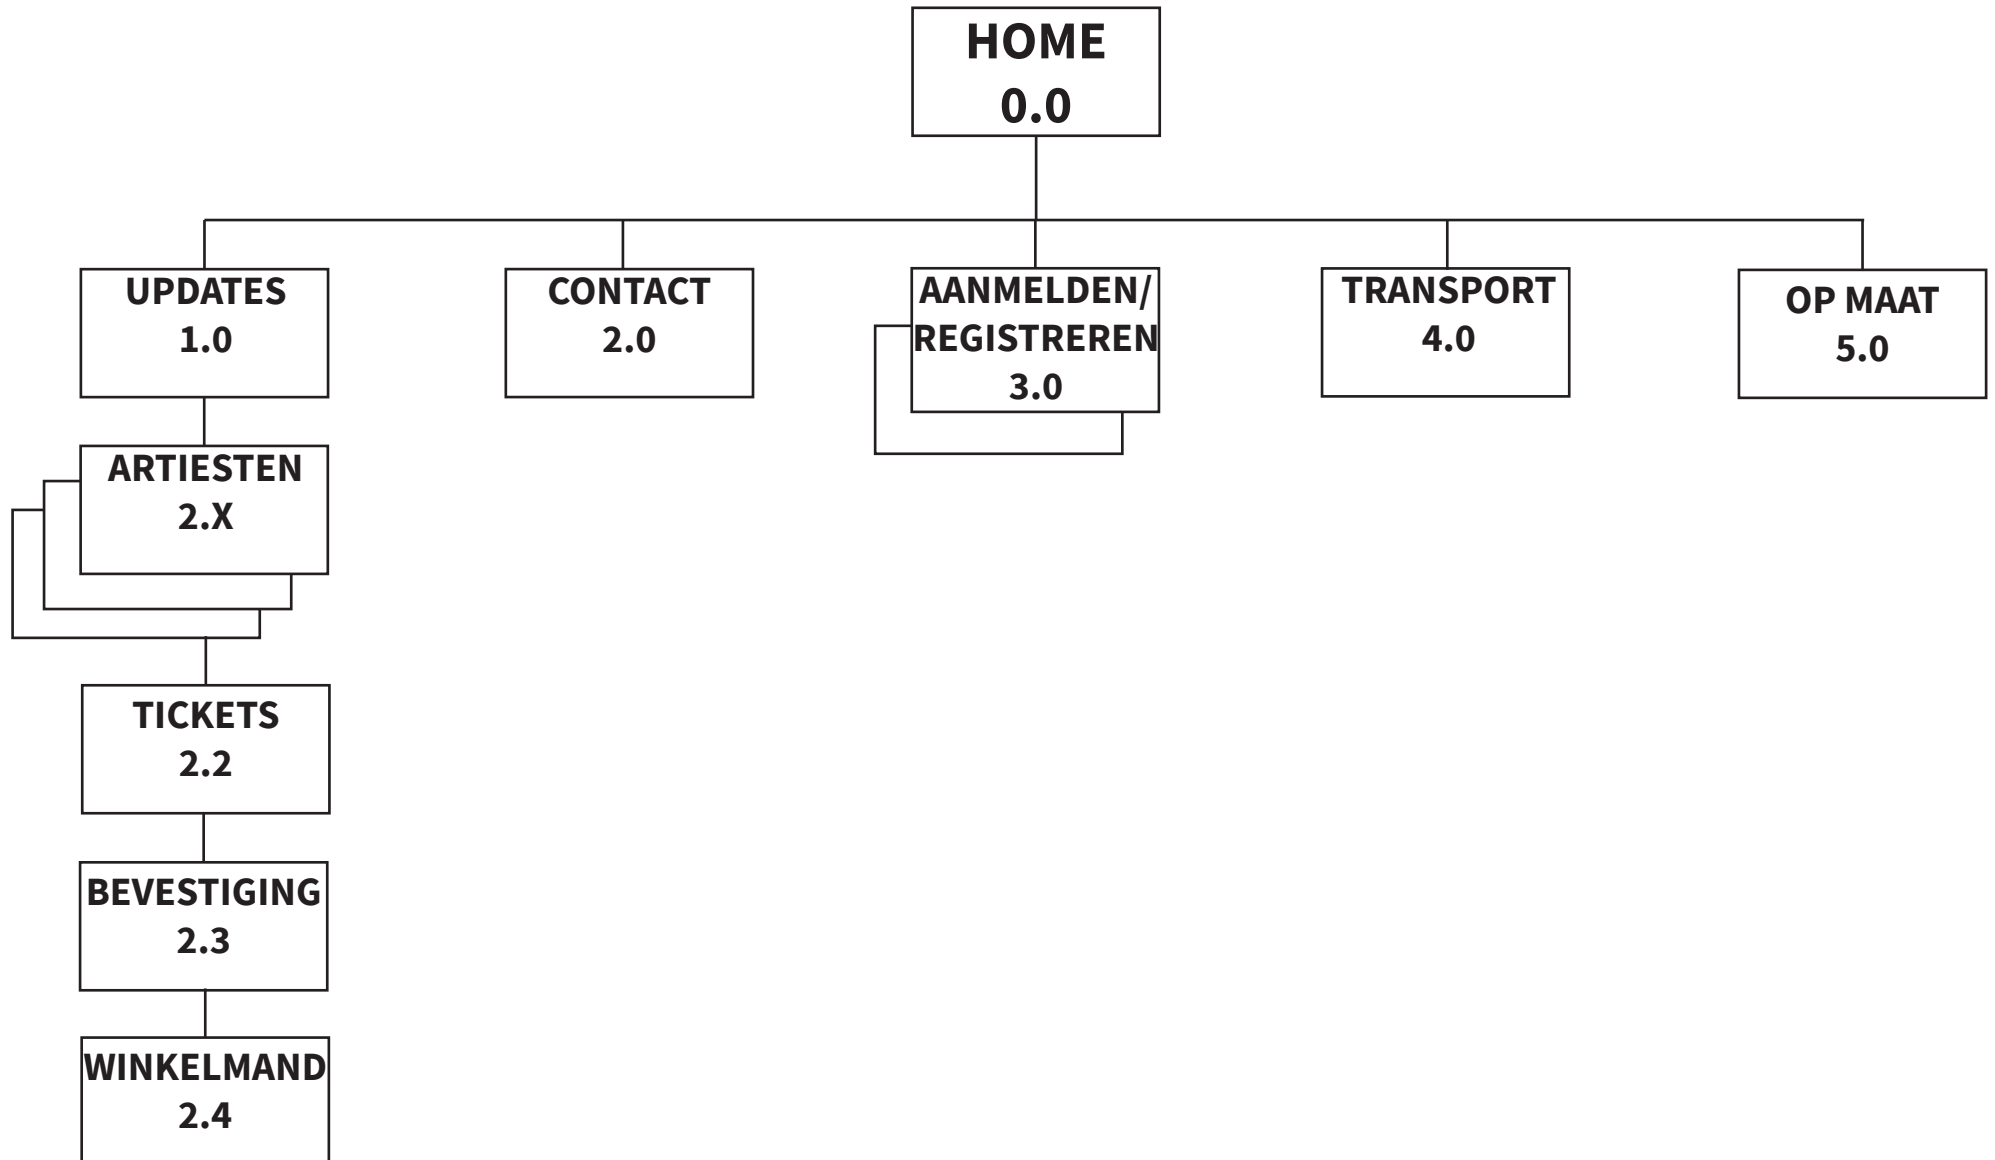 HOME
0.0
UPDATES
1.0
CONTACT
2.0
AANMELDEN/
REGISTREREN
3.0
TRANSPORT
4.0
OP MAAT
5.0
ARTIESTEN
2.X
TICKETS
2.2
BEVESTIGING
2.3
WINKELMAND
2.4